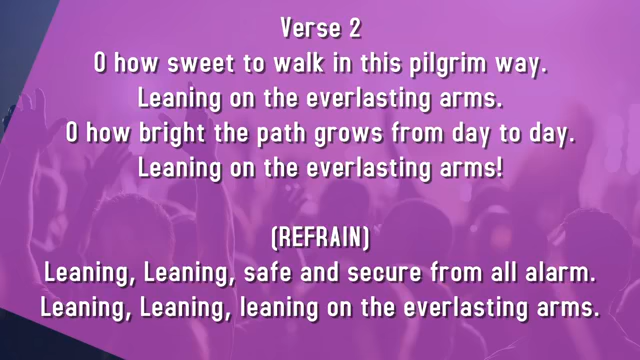 Verse 2
O how sweet to walk in this pilgrim way.
Leaning on the everlasting arms.
O how bright the path grows from day to day.
Leaning on the everlasting arms!
(REFRAIN)
Leaning, Leaning, safe and secure from all alarm.
Leaning, Leaning, leaning on the everlasting arms.